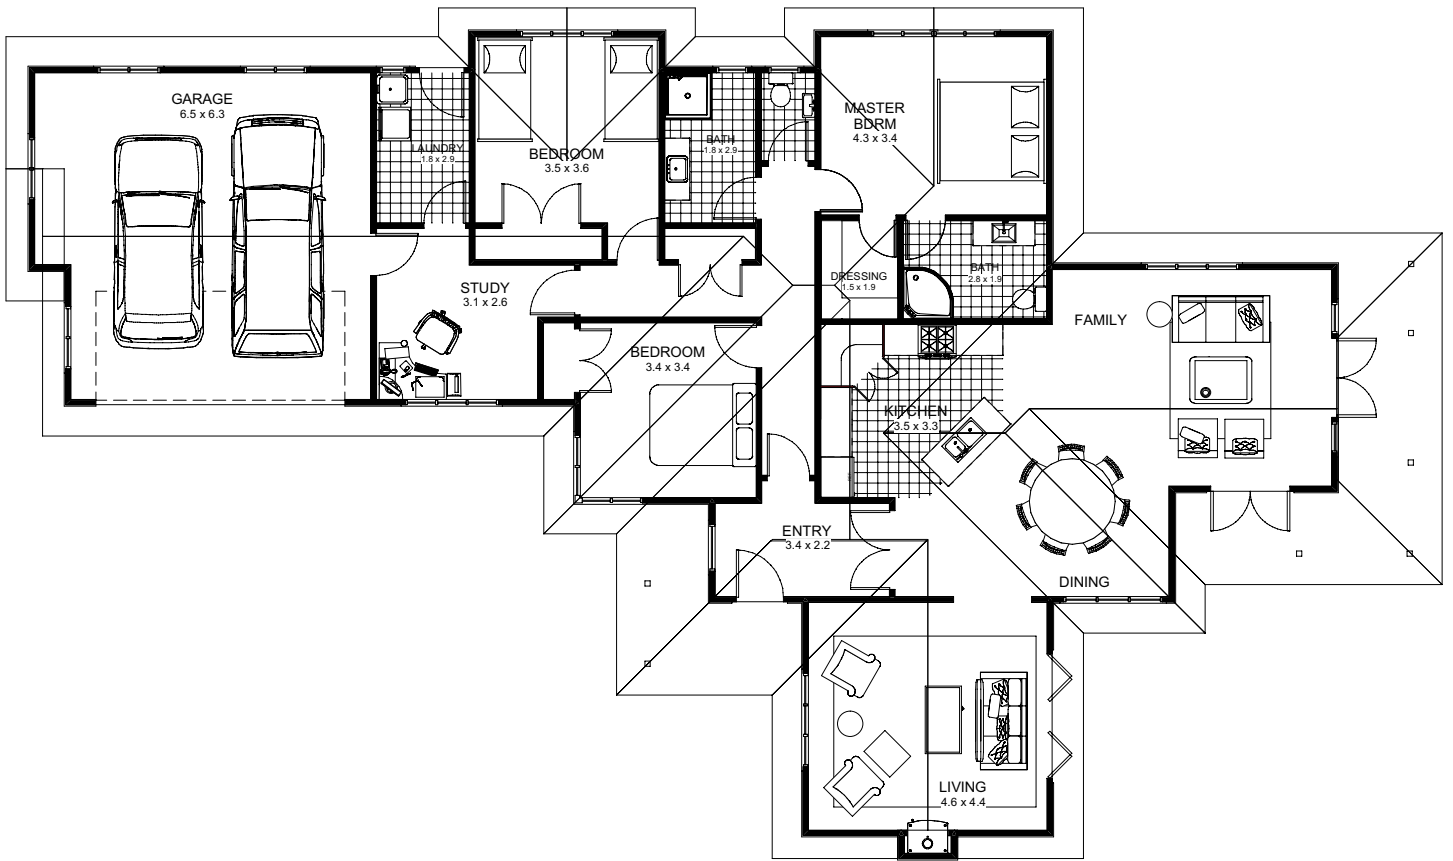 GARAGE
6.5 x 6.3
LAUNDRY
1.8 x 2.9
BEDROOM
3.5 x 3.6
BATH
1.8 x 2.9
MASTER
BDRM
4.3 x 3.4
STUDY
3.1 x 2.6
DRESSING
1.5 x 1.9
BATH
2.8 x 1.9
FAMILY
BEDROOM
3.4 x 3.4
KITCHEN
3.5 x 3.3
ENTRY
3.4 x 2.2
DINING
LIVING
4.6 x 4.4